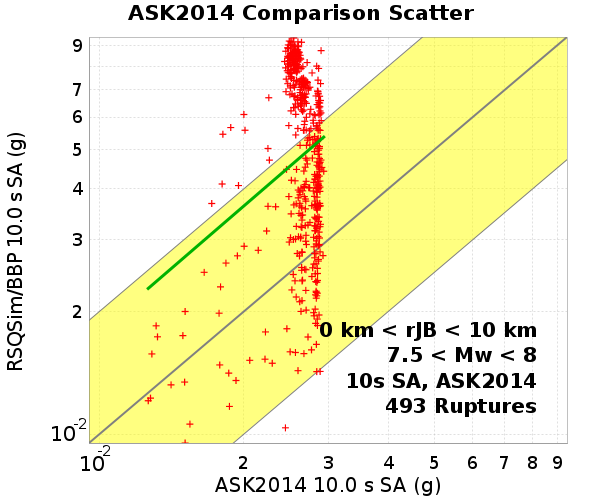 ASK2014 Comparison Scatter
RSQSim/BBP 10.0 s SA (g)
9
7
6
5
4
3
2
10-2
0 km < rJB < 10 km
7.5 < Mw < 8
10s SA, ASK2014
493 Ruptures
10-2
2
3
4
5
6
7
8
9
ASK2014 10.0 s SA (g)